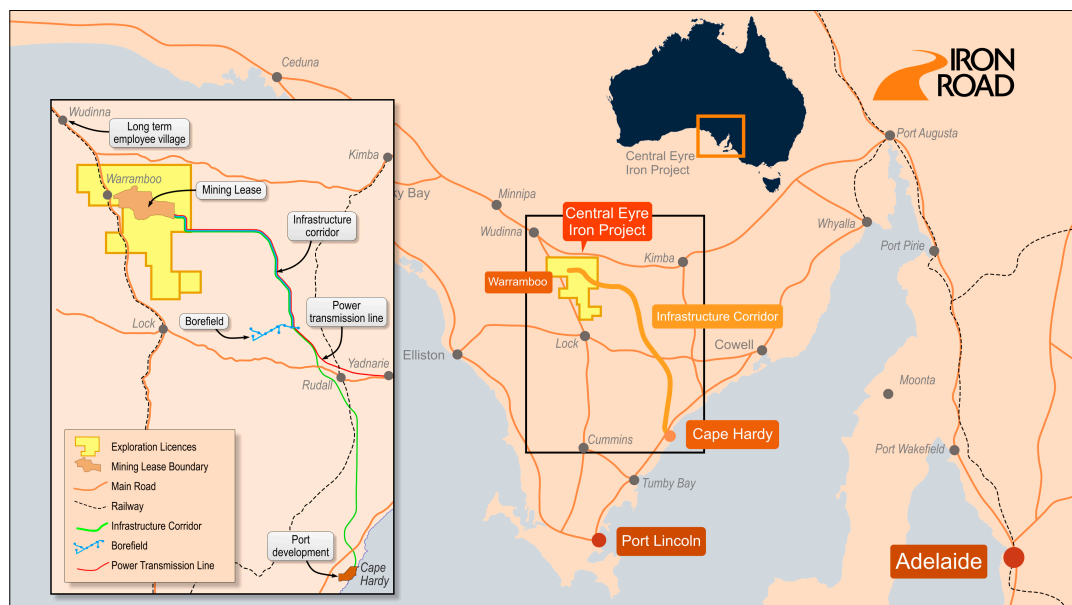 Ceduna
IRON
ROAD
Port Augusta
Central Eyre
Iron Project
Wudinna
Long term
employee village
Kimba
Warramboo
Mining Lease
Infrastructure
corridor
Power
transmission line
Borefield
Lock
Yadnarie
Rudall
Exploration Licences
Mining Lease Boundary
Main Road
Railway
Infrastructure Corridor
Borefield
Power Transmission Line
Port
development
Cape
Hardy
ky Bay
Minnipa
Central Eyre
Iron Project
Wudinna
Whyalla
Port Pirie
Kimba
Warramboo
Infrastructure Corridor
Lock
Cowell
Elliston
Moonta
Cape Hardy
Cummins
Port Wakefield
Tumby Bay
Port Lincoln
Adelaide